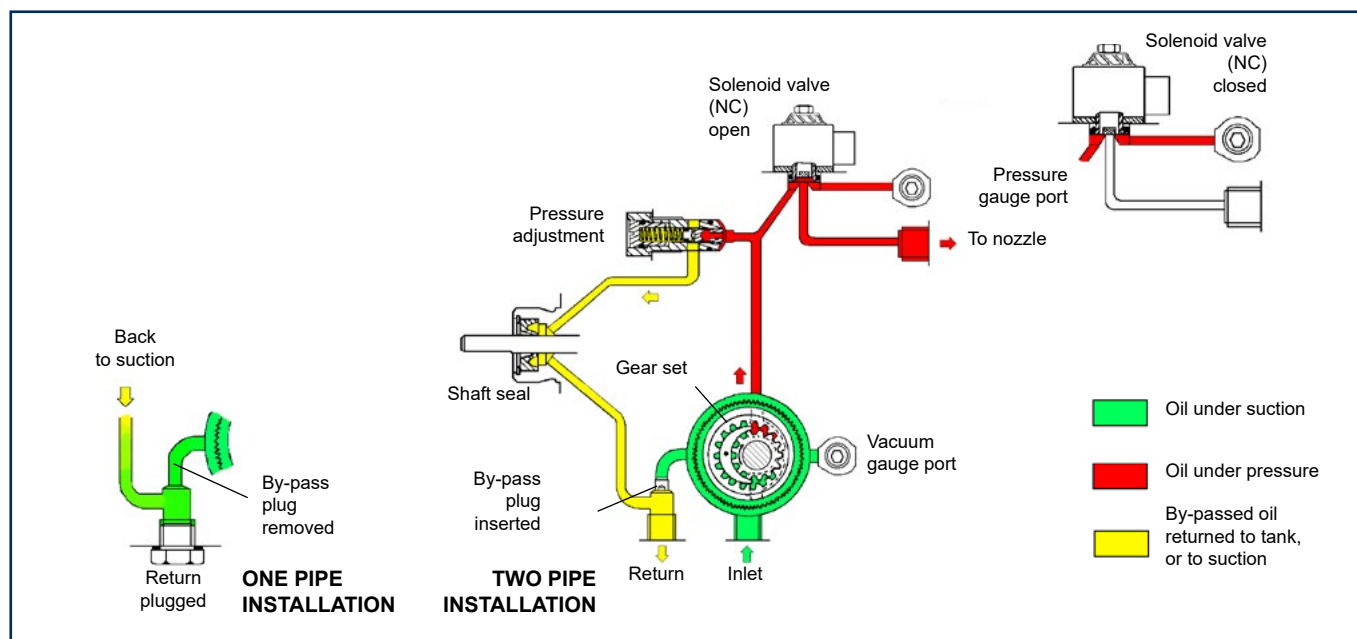 Solenoid valve
(NC)
closed
Solenoid valve
(NC)
open
Pressure
gauge port
Pressure
adjustment
To nozzle
Back
to suction
Shaft seal
Gear set
Vacuum
gauge port
By-pass
plug
removed
By-pass
plug
inserted
Return
plugged
ONE PIPE
INSTALLATION
TWO PIPE
INSTALLATION
Return
Inlet
Oil under suction
Oil under pressure
By-passed oil
returned to tank,
or to suction